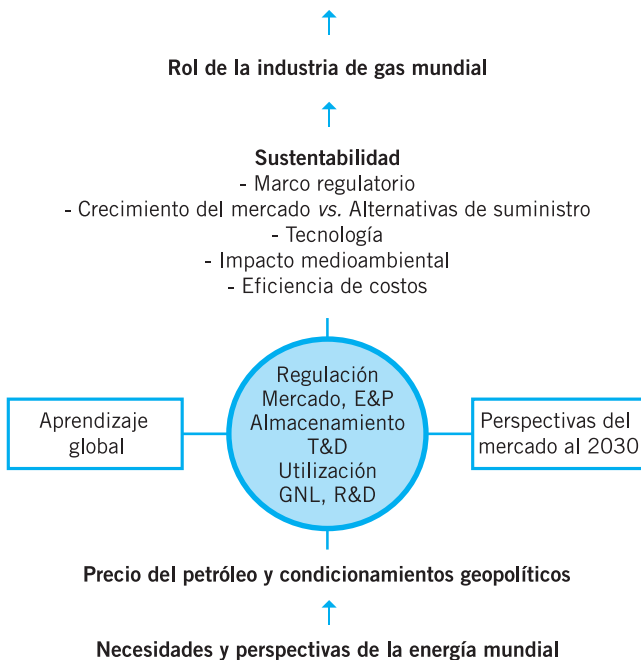 Rol de la industria de gas mundial
Sustentabilidad
- Marco regulatorio
- Crecimiento del mercado vs. Alternativas de suministro
- Tecnología
- Impacto medioambiental
- Eficiencia de costos
Aprendizaje
global
Regulación
Mercado, E&P
Almacenamiento
T&D
Utilización
GNL, R&D
Perspectivas del
mercado al 2030
Precio del petróleo y condicionamientos geopolíticos
Necesidades y perspectivas de la energía mundial